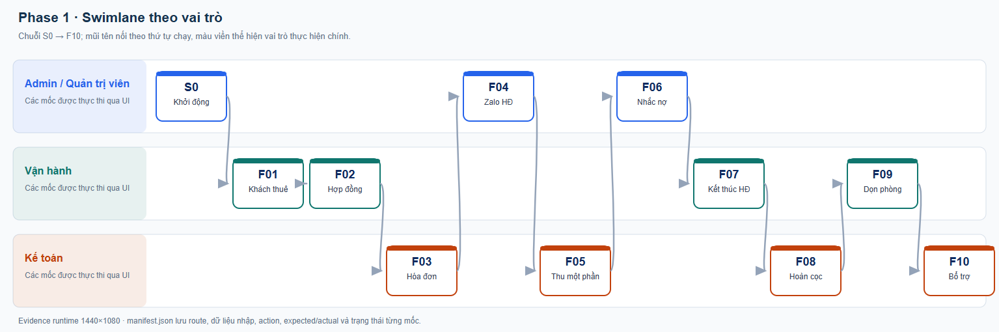 Phase 1 · Swimlane theo vai trò
Chuỗi S0 → F10; mũi tên nối theo thứ tự chạy, màu viền thể hiện vai trò thực hiện chính.
Admin / Quản trị viên
Các mốc được thực thi qua UI
S0
Khởi động
F04
Zalo HĐ
F06
Nhắc nợ
Vận hành
Các mốc được thực thi qua UI
F01
Khách thuê
F02
Hợp đồng
F07
Kết thúc HĐ
F09
Dọn phòng
Kế toán
Các mốc được thực thi qua UI
F03
Hóa đơn
F05
Thu một phần
F08
Hoàn cọc
F10
Bổ trợ
Evidence runtime 1440×1080 · manifest.json lưu route, dữ liệu nhập, action, expected/actual và trạng thái từng mốc.